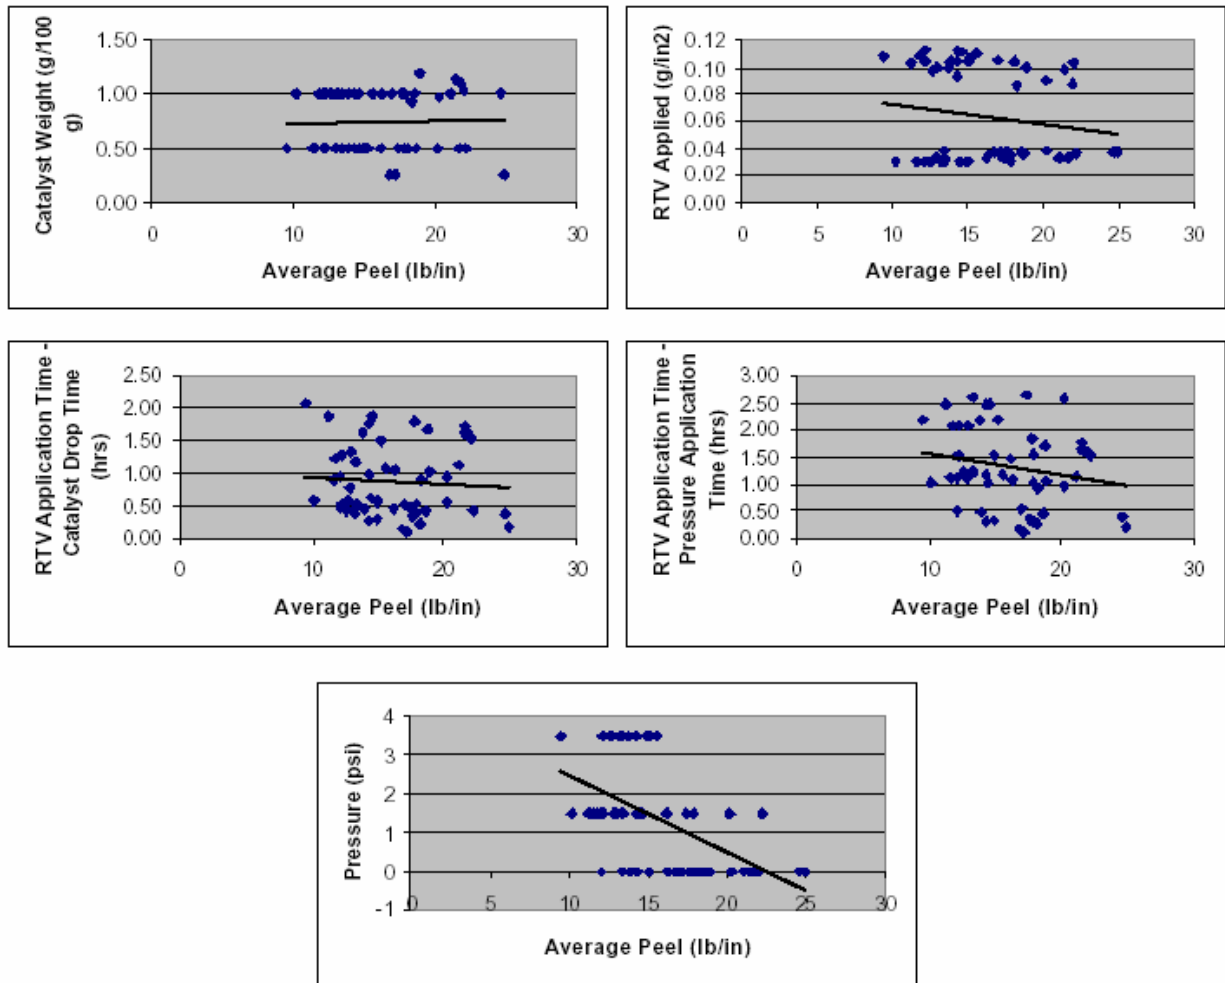 Catalyst Weight (g/100
g)
1.50
1.00
0.50
0.00
0 10 20 30
Average Peel (lb/in)
RTV Applied (g/in2)
0.12
0.10
0.08
0.06
0.04
0.02
0.00
0 5 10 15 20 25 30
Average Peel (lb/in)
RTV Application Time -
Catalyst Drop Time
(hrs)
2.50
2.00
1.50
1.00
0.50
0.00
0 10 20 30
Average Peel (lb/in)
RTV Application Time -
Pressure Application
Time (hrs)
3.00
2.50
2.00
1.50
1.00
0.50
0.00
0 10 20 30
Average Peel (lb/in)
Pressure (psi)
4
3
2
1
0
-1
0 5 10 15 20 25 30
Average Peel (lb/in)